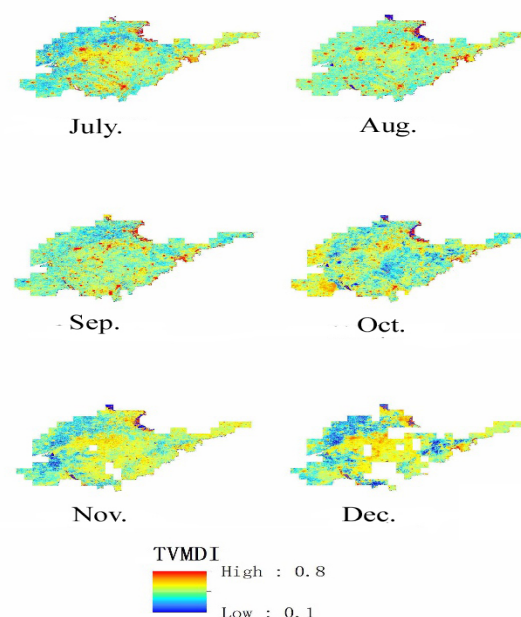 July.
Aug.
Sep.
Oct.
Nov.
Dec.
TVMDI
High : 0.8
Low : 0.1